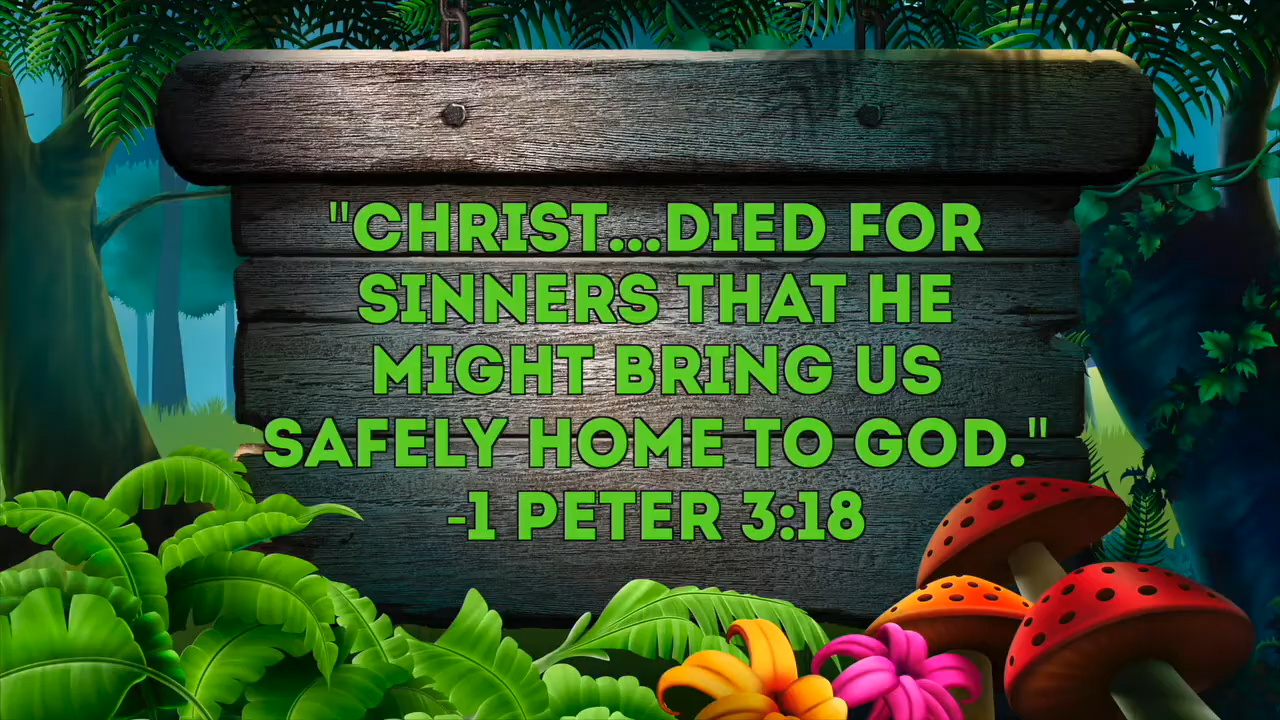 "CHRIST...DIED FOR
SINNERS THAT HE
MIGHT BRING US
SAFELY HOME TO GOD."
-1 PETER 3:18